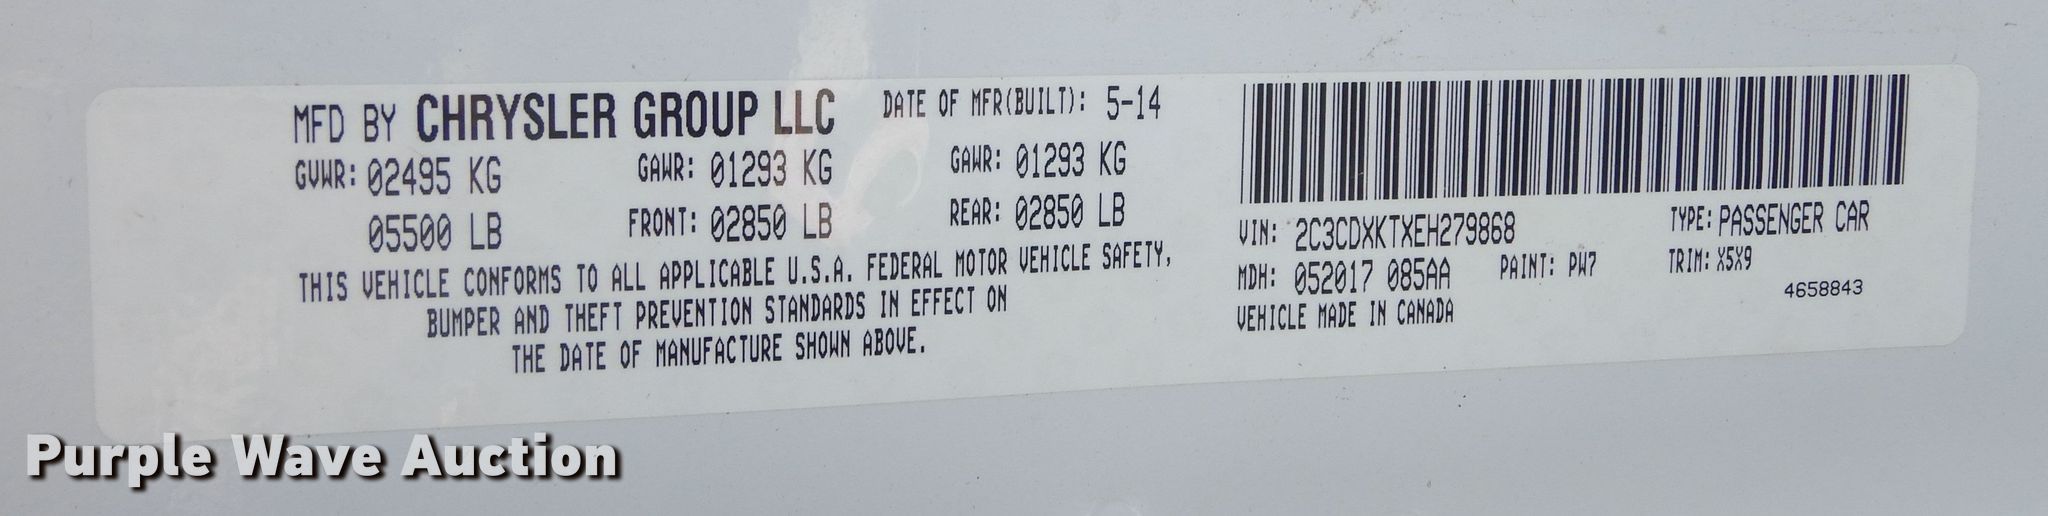 MFD BY CHRYSLER GROUP LLC DATE OF MFR(BUILT): 5-14
GVWR: 02495 KG GAWR: 01293 KG GAWR: 01293 KG
05500 LB FRONT: 02850 LB REAR: 02850 LB
THIS VEHICLE CONFORMS TO ALL APPLICABLE U.S.A. FEDERAL MOTOR VEHICLE SAFETY,
BUMPER AND THEFT PREVENTION STANDARDS IN EFFECT ON
THE DATE OF MANUFACTURE SHOWN ABOVE.
VIN: 2C3CDXKTXEH279868 TYPE: PASSENGER CAR
MDH: 052017 085AA PAINT: PW7 TRIM: X5X9
4658843
VEHICLE MADE IN CANADA
Purple Wave Auction